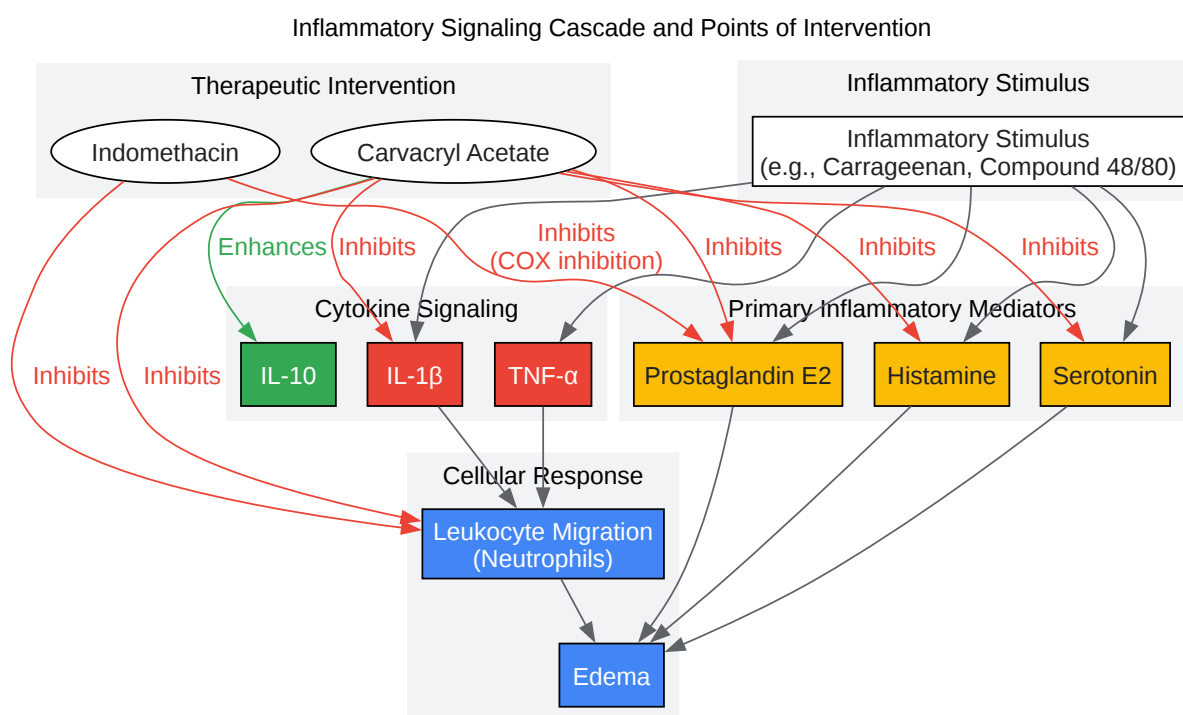 Inflammatory Signaling Cascade and Points of Intervention
Therapeutic Intervention
Inflammatory Stimulus
Indomethacin
Carvacryl Acetate
Inflammatory Stimulus
(e.g., Carrageenan, Compound 48/80)
Enhances
Inhibits
Inhibits
(COX inhibition)
Inhibits
Inhibits
Inhibits
Cytokine Signaling
Primary Inflammatory Mediators
Inhibits
Inhibits
IL-10
IL-1β
TNF-α
Prostaglandin E2
Histamine
Serotonin
Cellular Response
Leukocyte Migration
(Neutrophils)
Edema